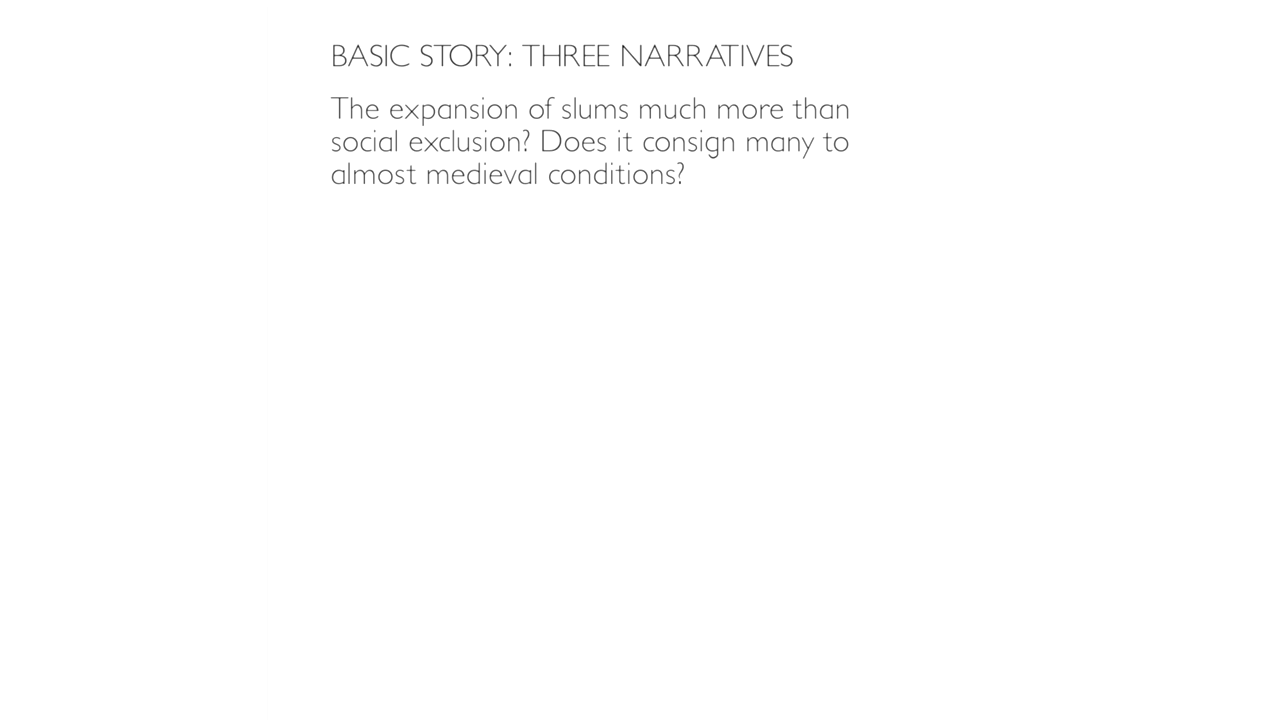 BASIC STORY: THREE NARRATIVES
The expansion of slums much more than
social exclusion? Does it consign many to
almost medieval conditions?